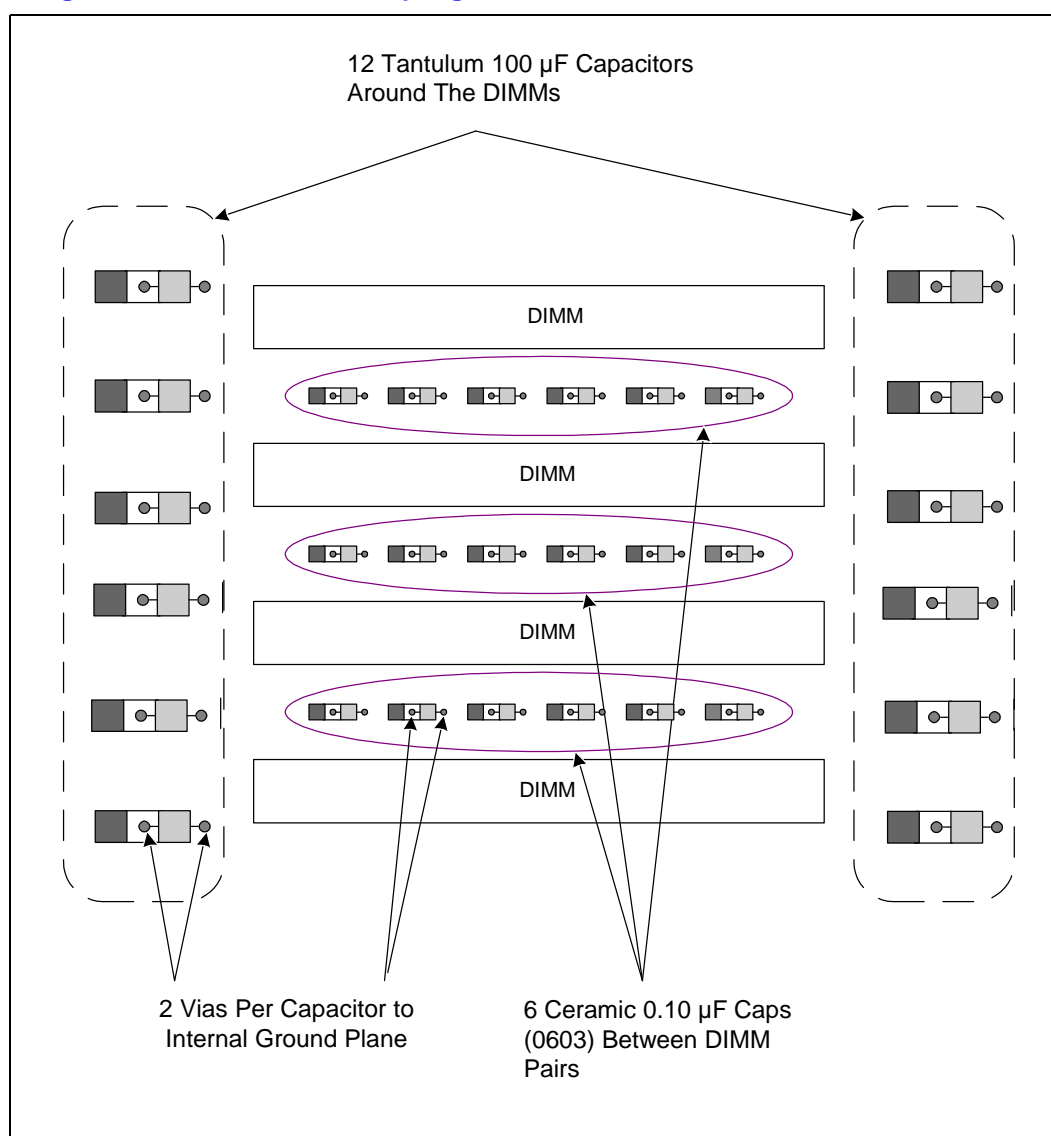 12 Tantulum 100 µF Capacitors
Around The DIMMs
DIMM
DIMM
DIMM
DIMM
2 Vias Per Capacitor to
Internal Ground Plane
6 Ceramic 0.10 µF Caps
(0603) Between DIMM
Pairs